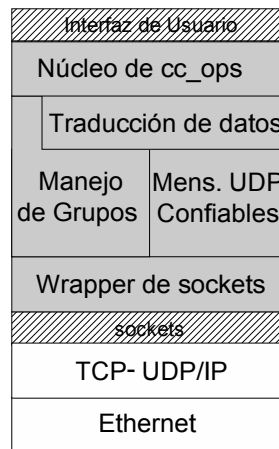 Interfaz de Usuario
Núcleo de cc_ops
Traducción de datos
Manejo
de Grupos
Mens. UDP
Confiables
Wrapper de sockets
sockets
TCP- UDP/IP
Ethernet